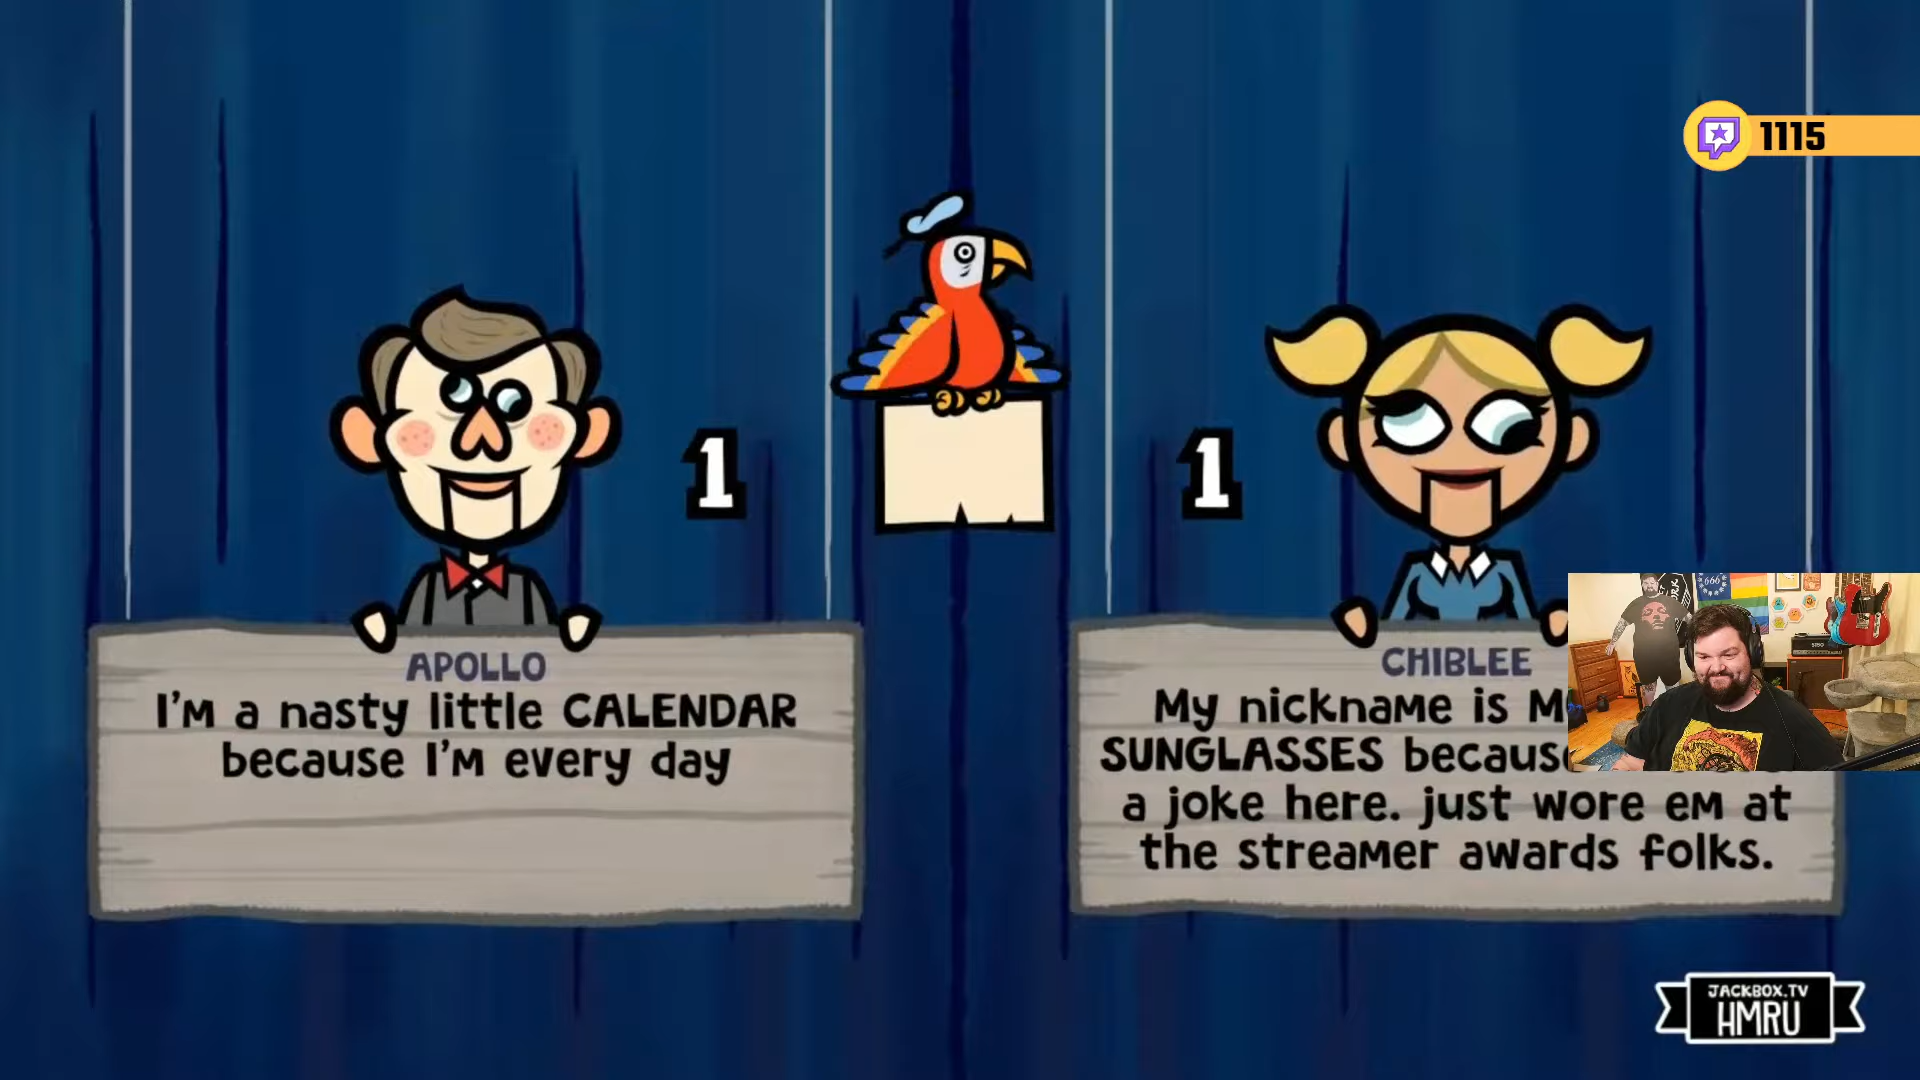 1115
1
1
APOLLO
I'M a nasty little CALENDAR
because I'M every day
CHIBLEE
My nickname is
SUNGLASSES
a joke here. just wore em at
the streamer awards folks.
666
JACKBOX.TV
HMRU